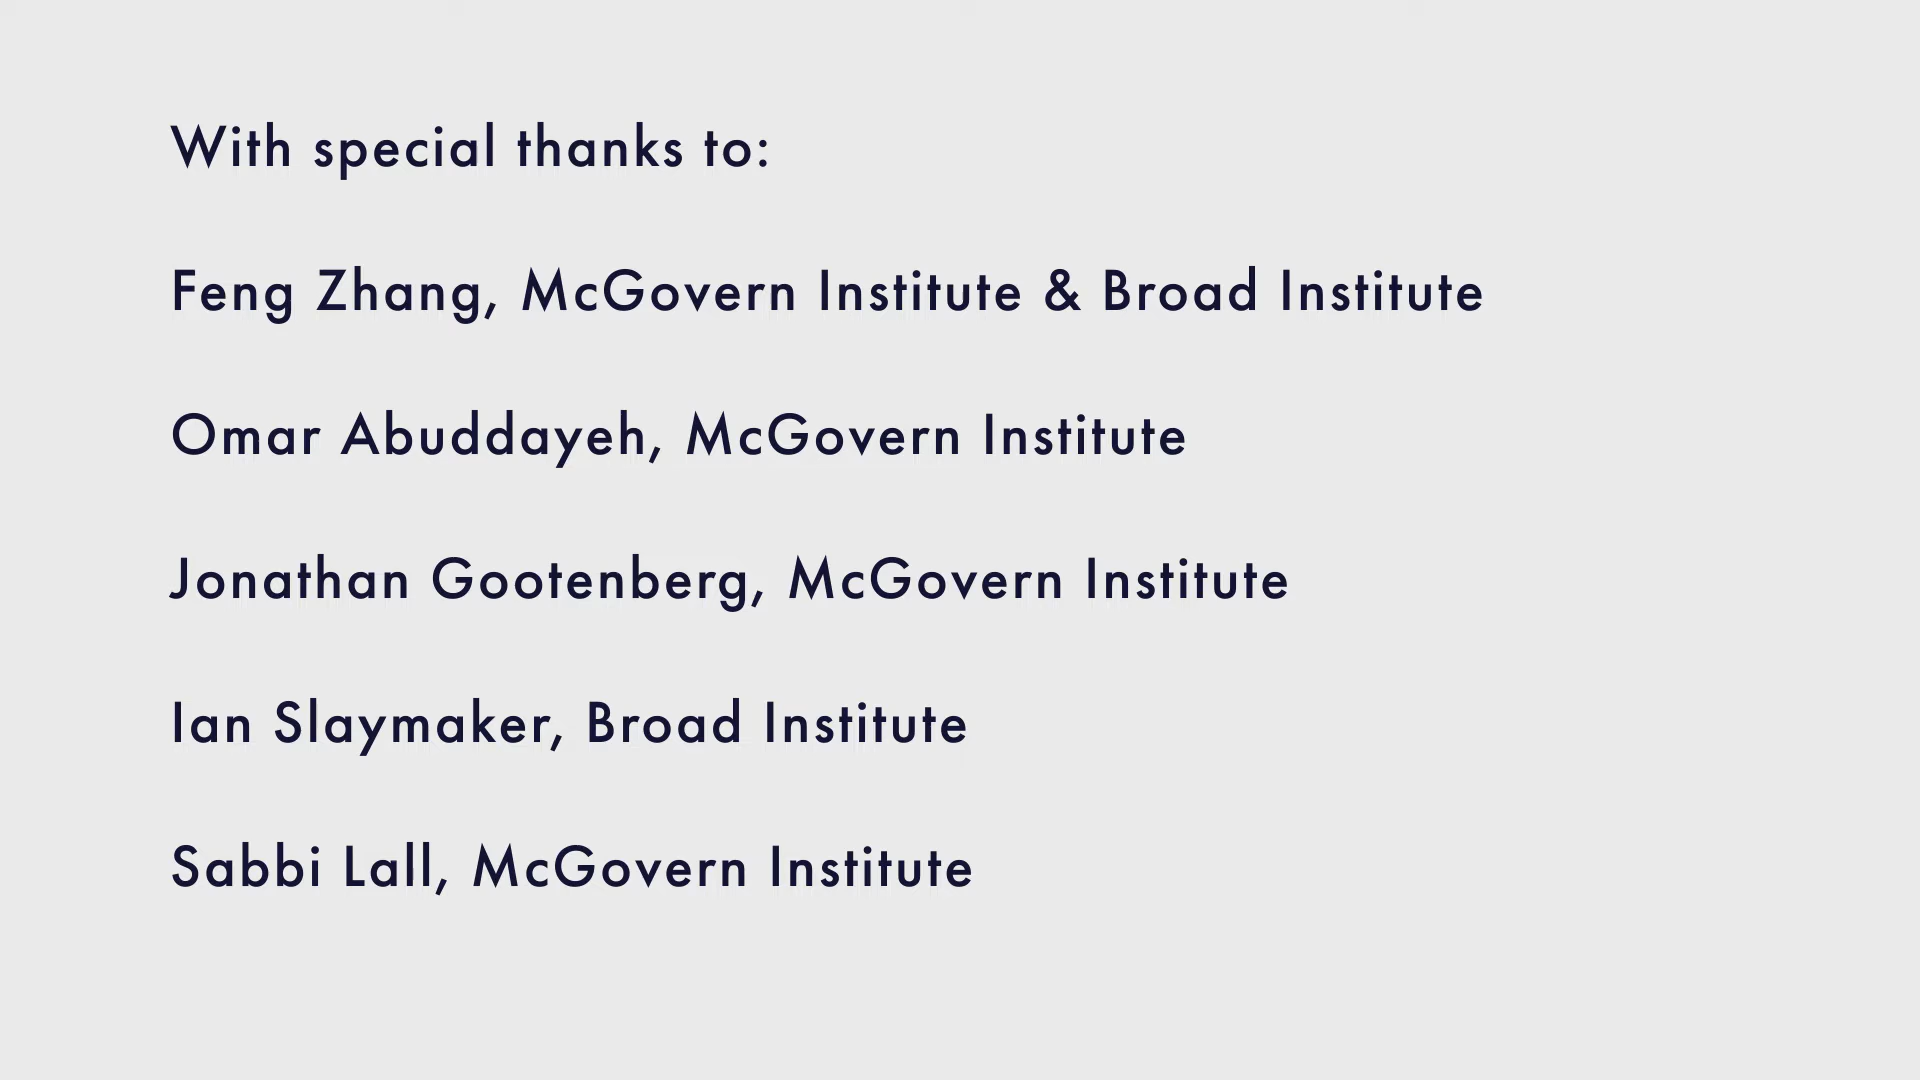 With special thanks to:
Feng Zhang, McGovern Institute & Broad Institute
Omar Abuddayeh, McGovern Institute
Jonathan Gootenberg, McGovern Institute
Ian Slaymaker, Broad Institute
Sabbi Lall, McGovern Institute